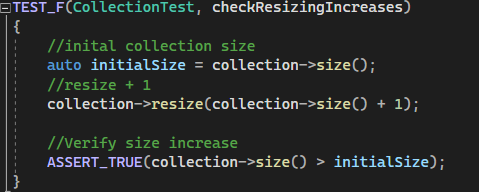 TEST_F(CollectionTest, checkResizingIncreases)
{
//inital collection size
auto initialSize = collection->size();
//resize + 1
collection->resize(collection->size() + 1);
//Verify size increase
ASSERT_TRUE(collection->size() > initialSize);
}